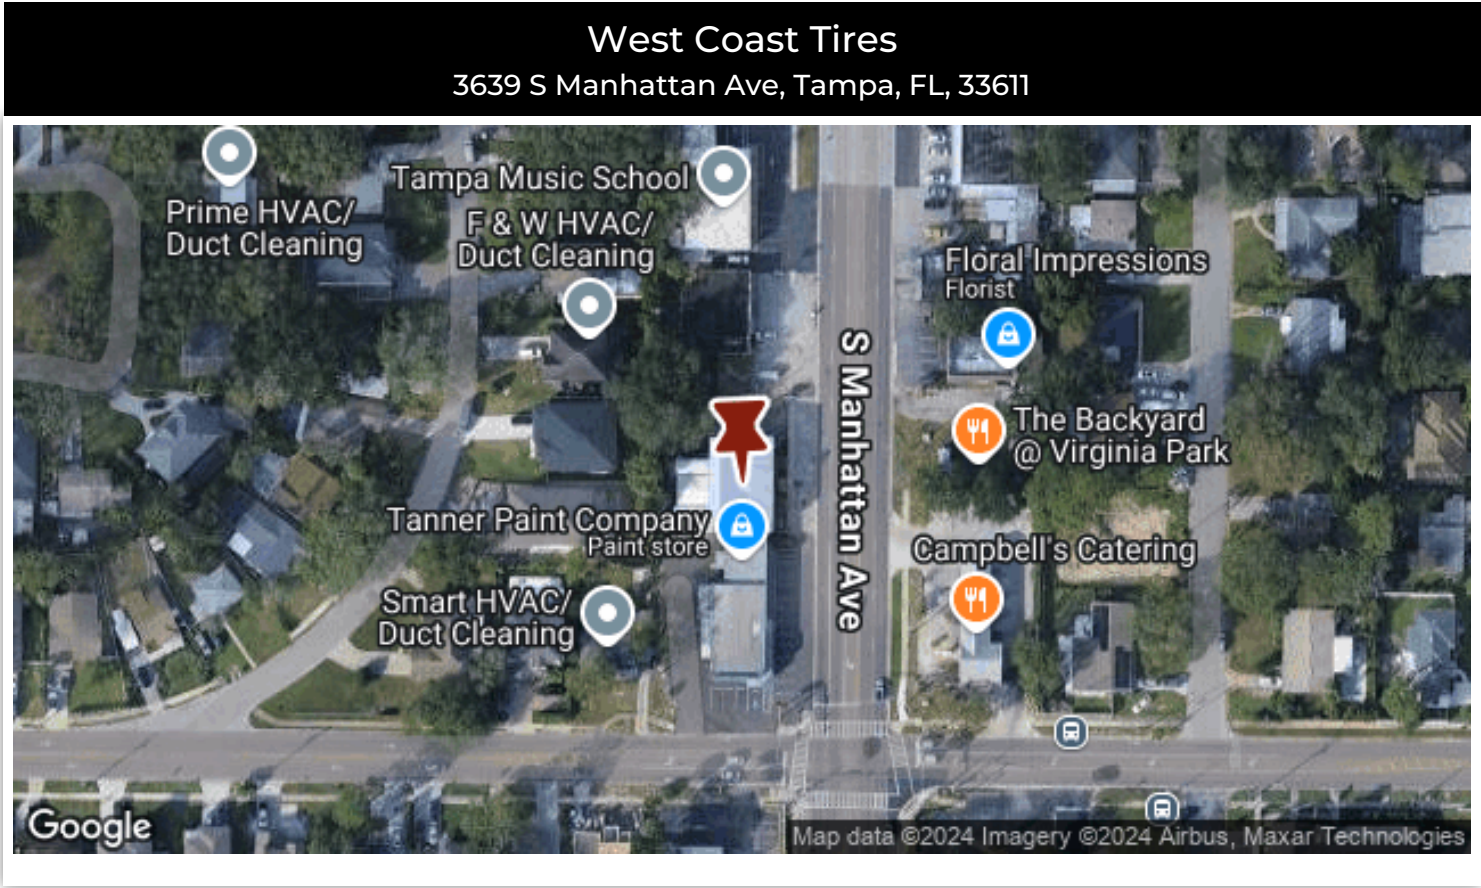 West Coast Tires
3639 S Manhattan Ave, Tampa, FL, 33611
Tampa Music School
Prime HVAC/
Duct Cleaning
F & W HVAC/
Duct Cleaning
Floral Impressions
Florist
S Manhattan Ave
The Backyard
@ Virginia Park
Tanner Paint Company
Paint store
Campbell's Catering
Smart HVAC/
Duct Cleaning
Google
Map data ©2024 Imagery ©2024 Airbus, Maxar Technologies